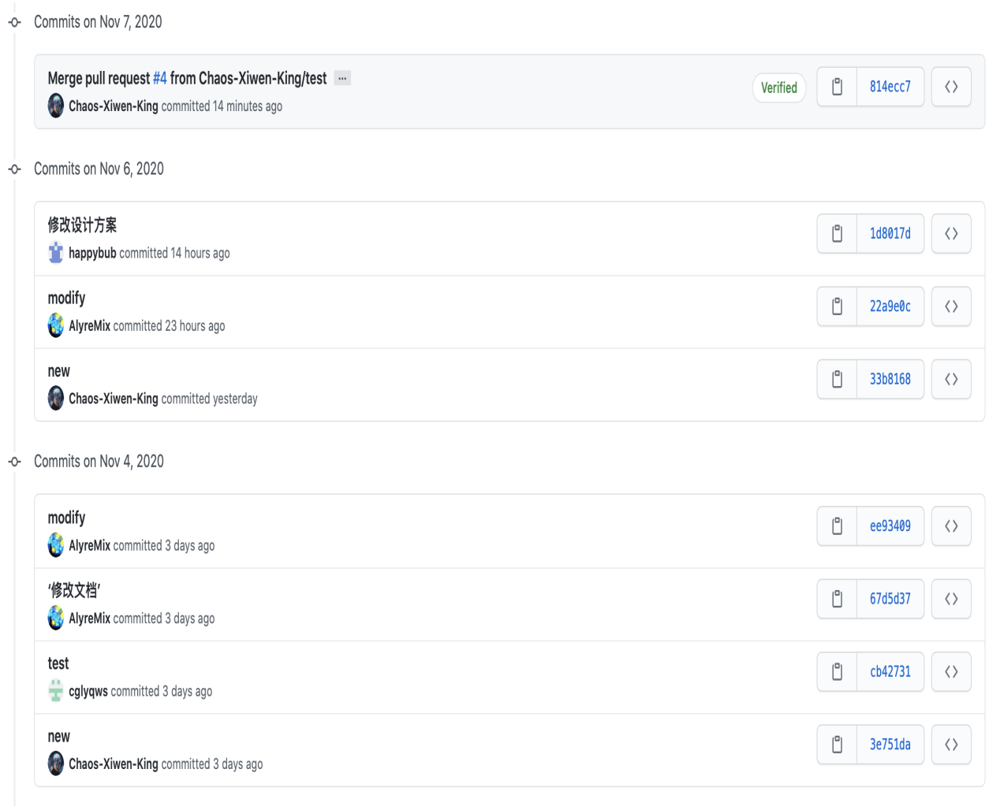 Commits on Nov 7, 2020
Merge pull request #4 from Chaos-Xiwen-King/test ...
Chaos-Xiwen-King committed 14 minutes ago
Verified
814ecc7
Commits on Nov 6, 2020
修改设计方案
happybub committed 14 hours ago
1d8017d
modify
AlyreMix committed 23 hours ago
22a9e0c
new
Chaos-Xiwen-King committed yesterday
33b8168
Commits on Nov 4, 2020
modify
AlyreMix committed 3 days ago
ee93409
‘修改文档’
AlyreMix committed 3 days ago
67d5d37
test
cglyqws committed 3 days ago
cb42731
new
Chaos-Xiwen-King committed 3 days ago
3e751da